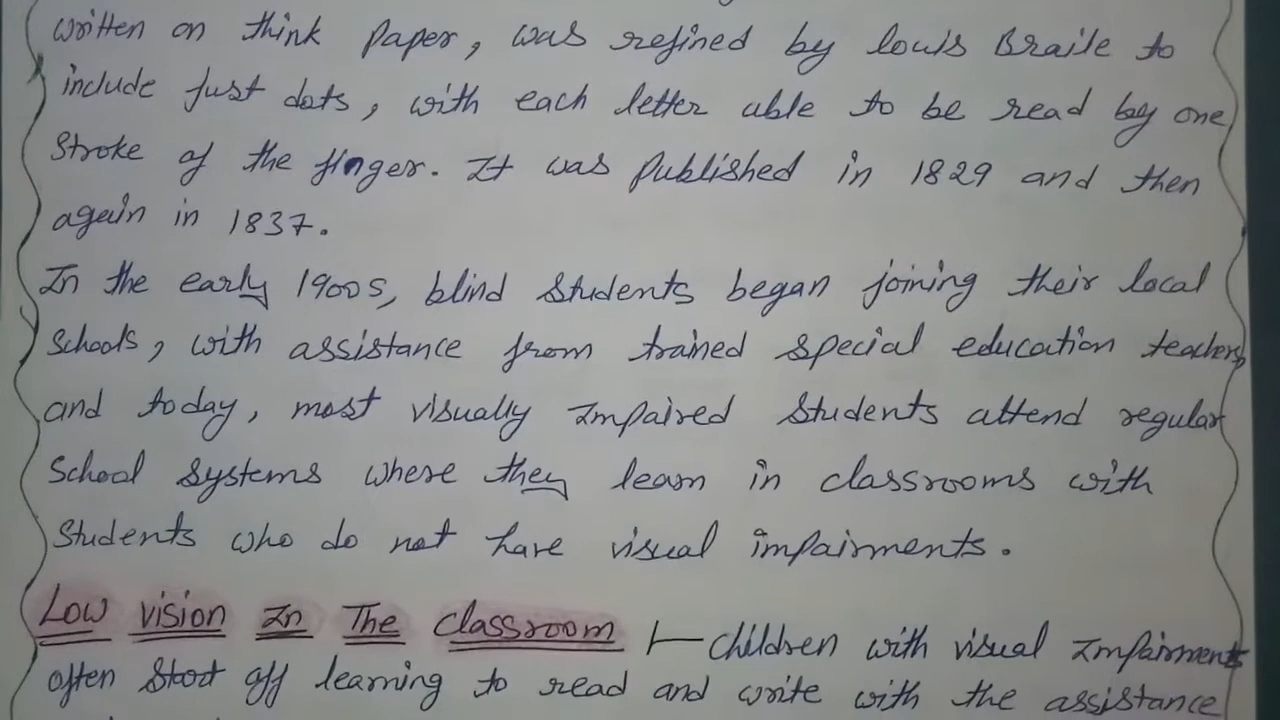 written on think paper, was refined by louis Braile to
include just dots, with each letter able to be read by one
stroke of the finger. It was Published in 1829 and then
again in 1837.
In the early 1900s, blind students began joining their local
schools, with assistance from trained special education teachers,
and today, most visually Impaired students attend regular
School systems where they learn in classrooms with
students who do not have visual impairments.
Low vision In The classroom :- children with visual Impairments
often start off learning to read and write with the assistance